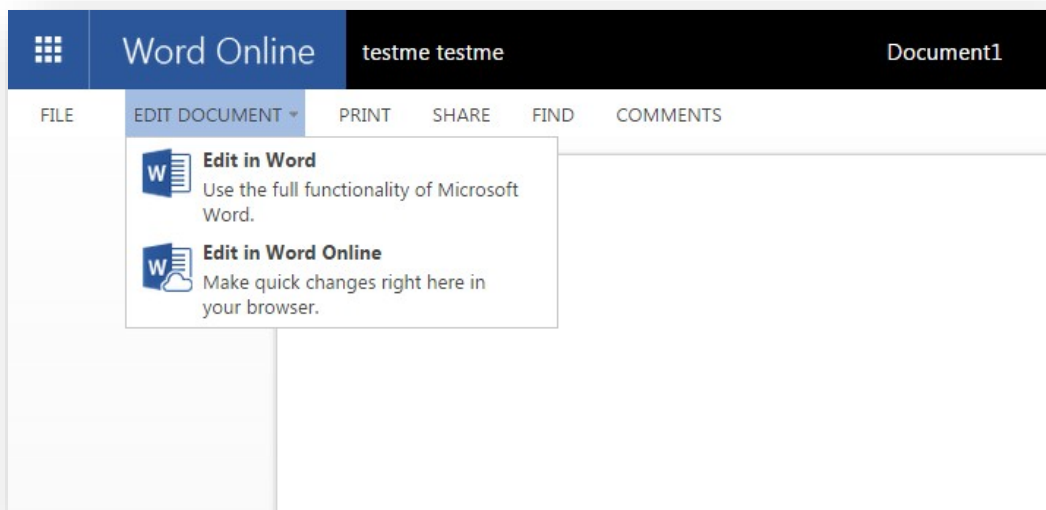 Word Online testme testme Document1
FILE EDIT DOCUMENT PRINT SHARE FIND COMMENTS
Edit in Word
Use the full functionality of Microsoft
Word.
Edit in Word Online
Make quick changes right here in
your browser.